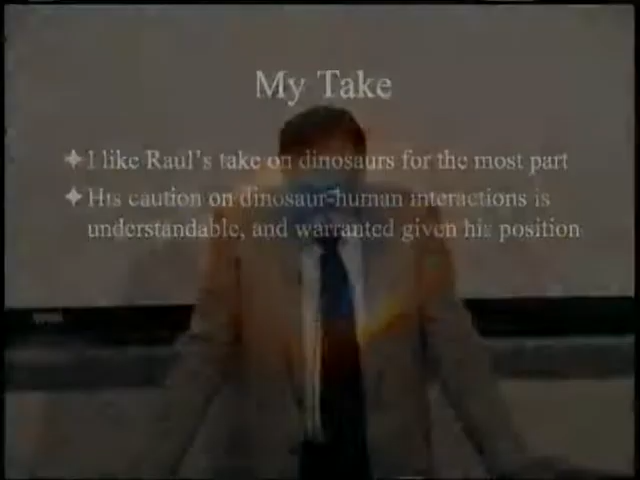 My Take
I like Raul's take on dinosaurs for the most part
His caution on dinosaur-human interactions is
understandable, and warranted given his position